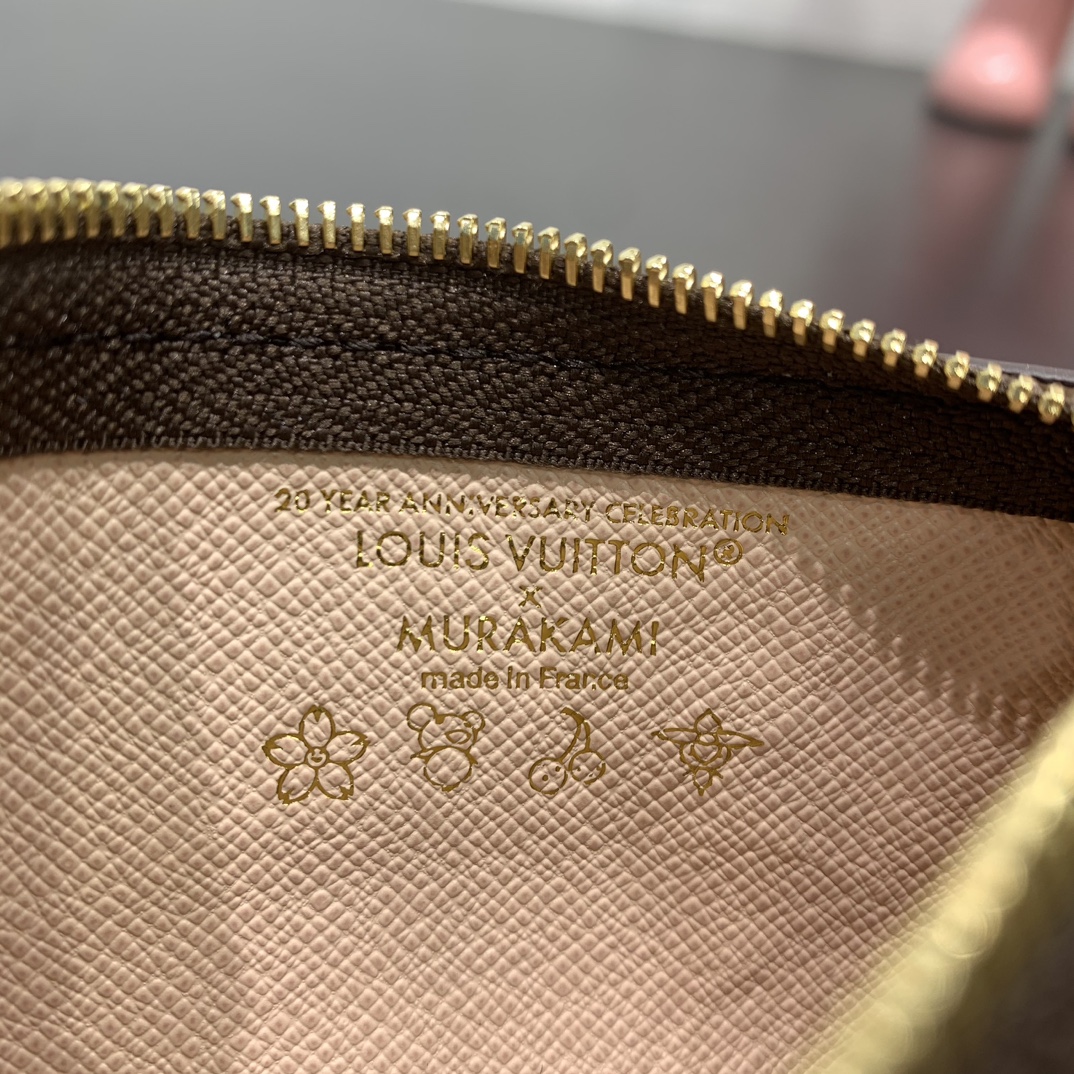 20 YEAR ANNIVERSARY CELEBRATION
LOUIS VUITTON®
x
MURAKAMI
made in France